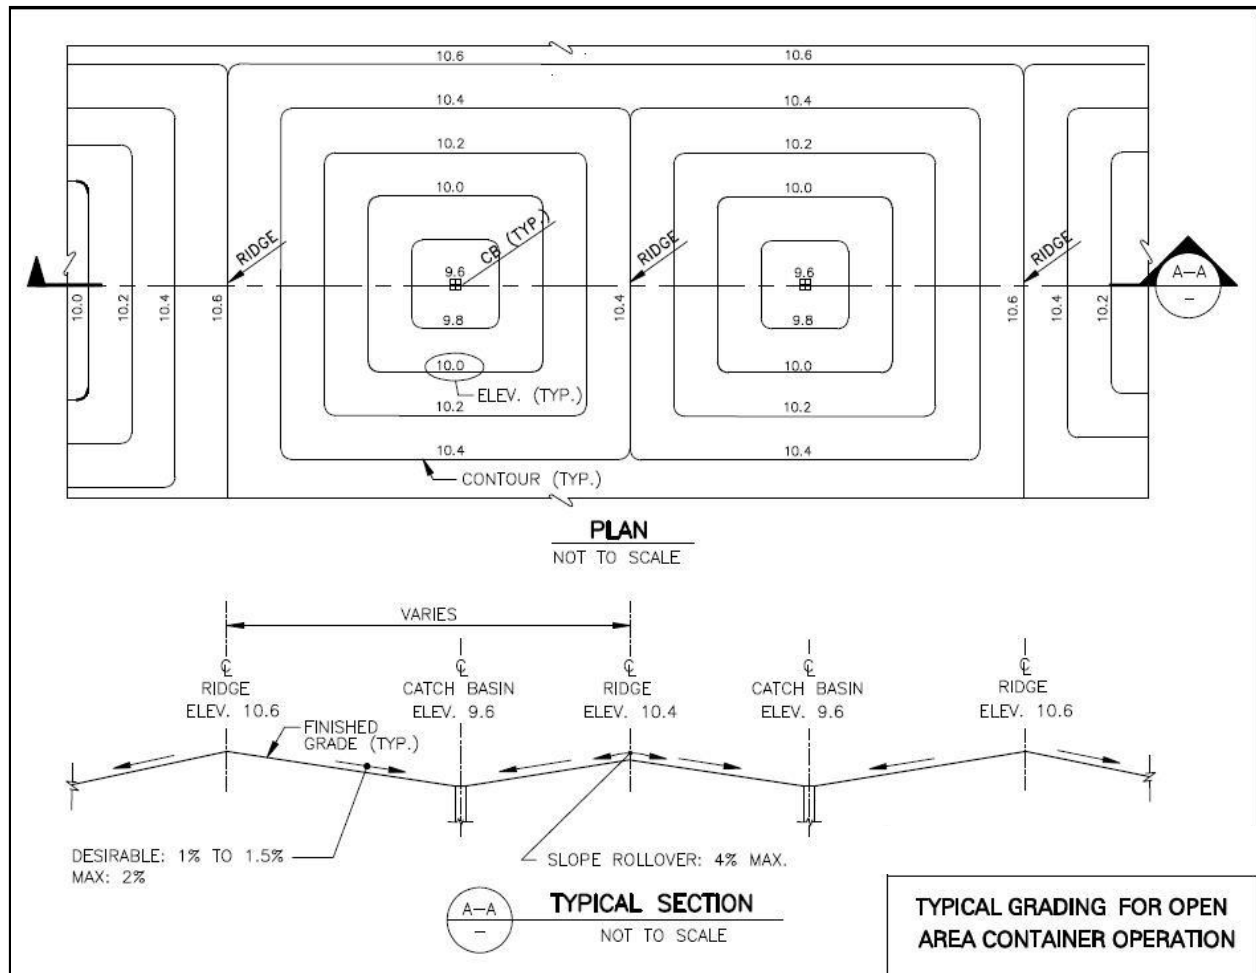 10.6
10.6
10.4
10.4
10.2
10.2
10.0
10.0
RIDGE
CB (TYP.)
RIDGE
RIDGE
9.6
9.6
A-A
-
10.0
10.2
10.4
10.6
10.4
10.6
10.4
10.2
9.8
9.8
10.0
10.0
ELEV. (TYP.)
10.2
10.2
10.4
10.4
CONTOUR (TYP.)
PLAN
NOT TO SCALE
VARIES
℄
RIDGE
ELEV. 10.6
℄
CATCH BASIN
ELEV. 9.6
℄
RIDGE
ELEV. 10.4
℄
CATCH BASIN
ELEV. 9.6
℄
RIDGE
ELEV. 10.6
FINISHED
GRADE (TYP.)
DESIRABLE: 1% TO 1.5%
MAX: 2%
SLOPE ROLLOVER: 4% MAX.
A-A
-
TYPICAL SECTION
NOT TO SCALE
TYPICAL GRADING FOR OPEN
AREA CONTAINER OPERATION